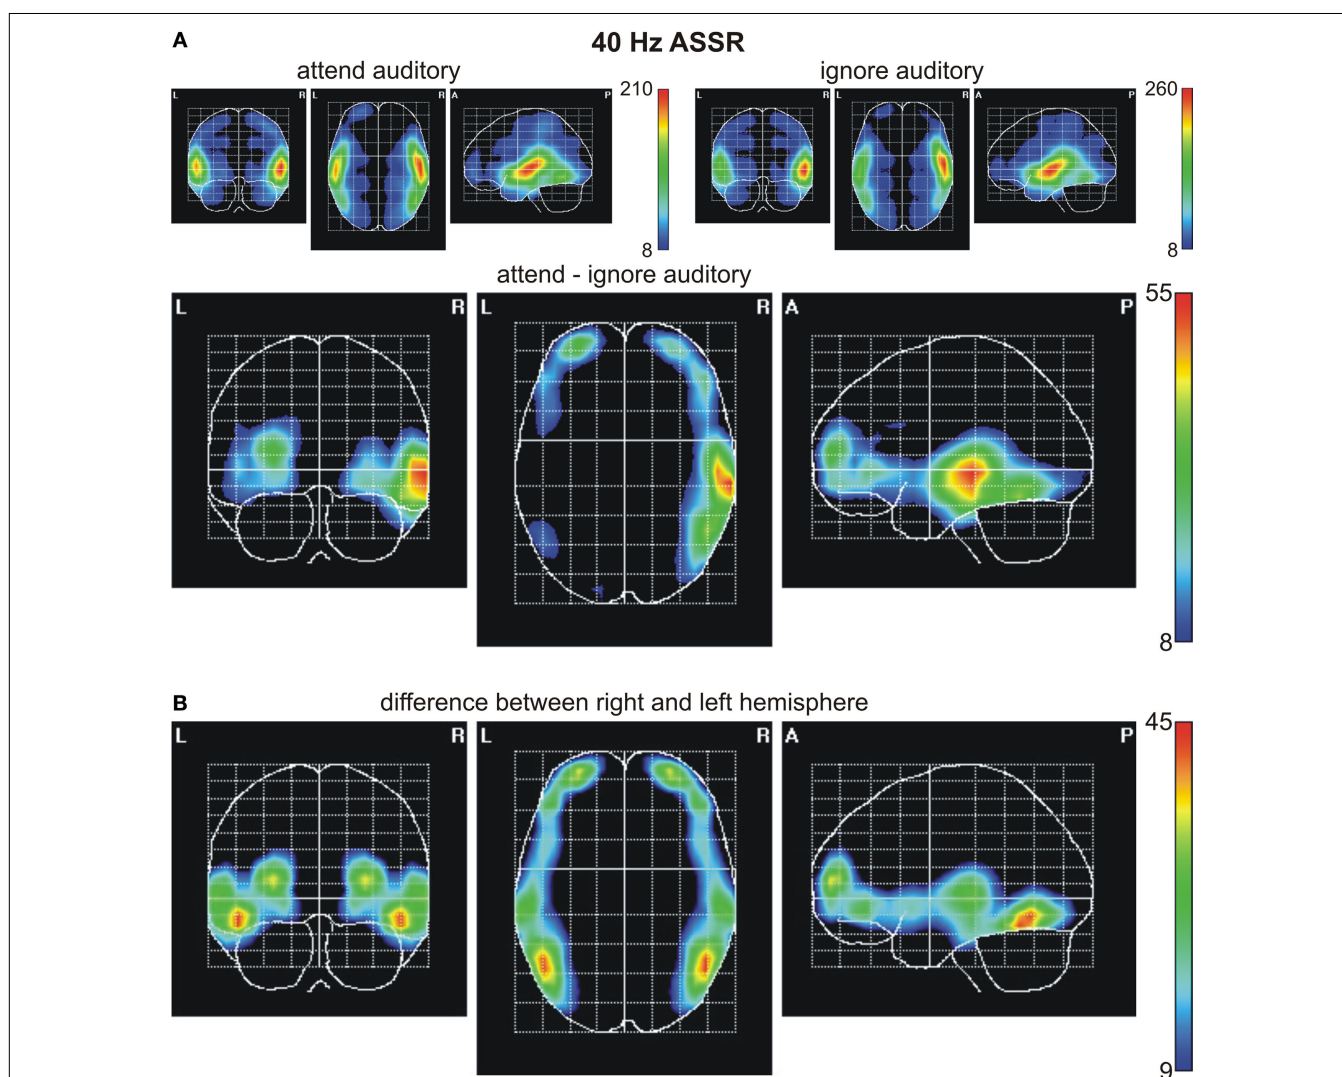 A
40 Hz ASSR
attend auditory
ignore auditory
L R L R A P 210 8
L R L R A P 260 8
attend - ignore auditory
L R L R A P 55 8
B
difference between right and left hemisphere
L R L R A P 45 9